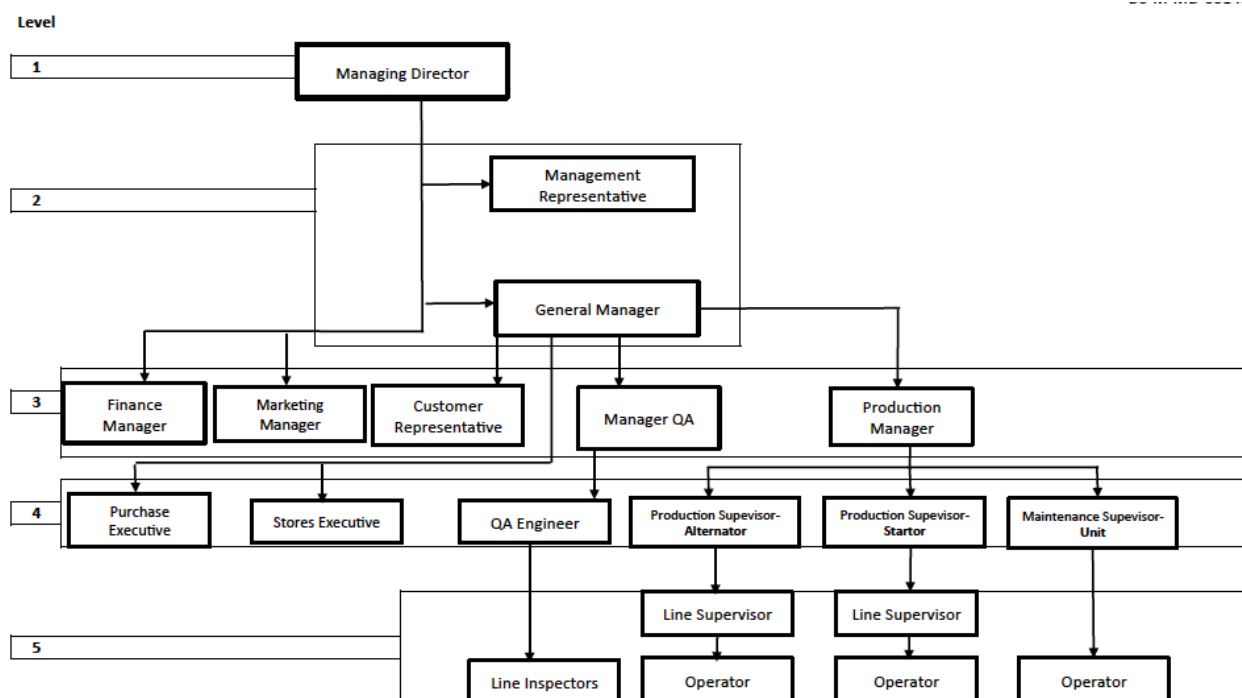 Level
1
Managing Director
2
Management
Representative
General Manager
3
Finance
Manager
Marketing
Manager
Customer
Representative
Manager QA
Production
Manager
4
Purchase
Executive
Stores Executive
QA Engineer
Production Supevisor-
Alternator
Production Supevisor-
Startor
Maintenance Supevisor-
Unit
Line Supervisor
Line Supervisor
5
Line Inspectors
Operator
Operator
Operator